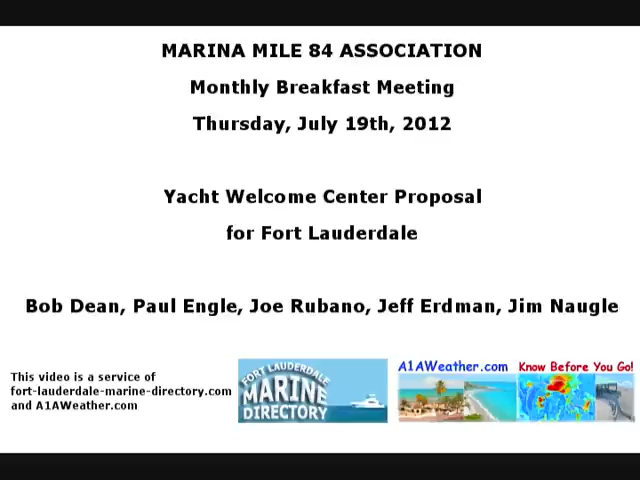 MARINA MILE 84 ASSOCIATION
Monthly Breakfast Meeting
Thursday, July 19th, 2012
Yacht Welcome Center Proposal
for Fort Lauderdale
Bob Dean, Paul Engle, Joe Rubano, Jeff Erdman, Jim Naugle
This video is a service of
fort-lauderdale-marine-directory.com
and A1AWeather.com
FORT LAUDERDALE
MARINE
DIRECTORY
A1AWeather.com Know Before You Go!